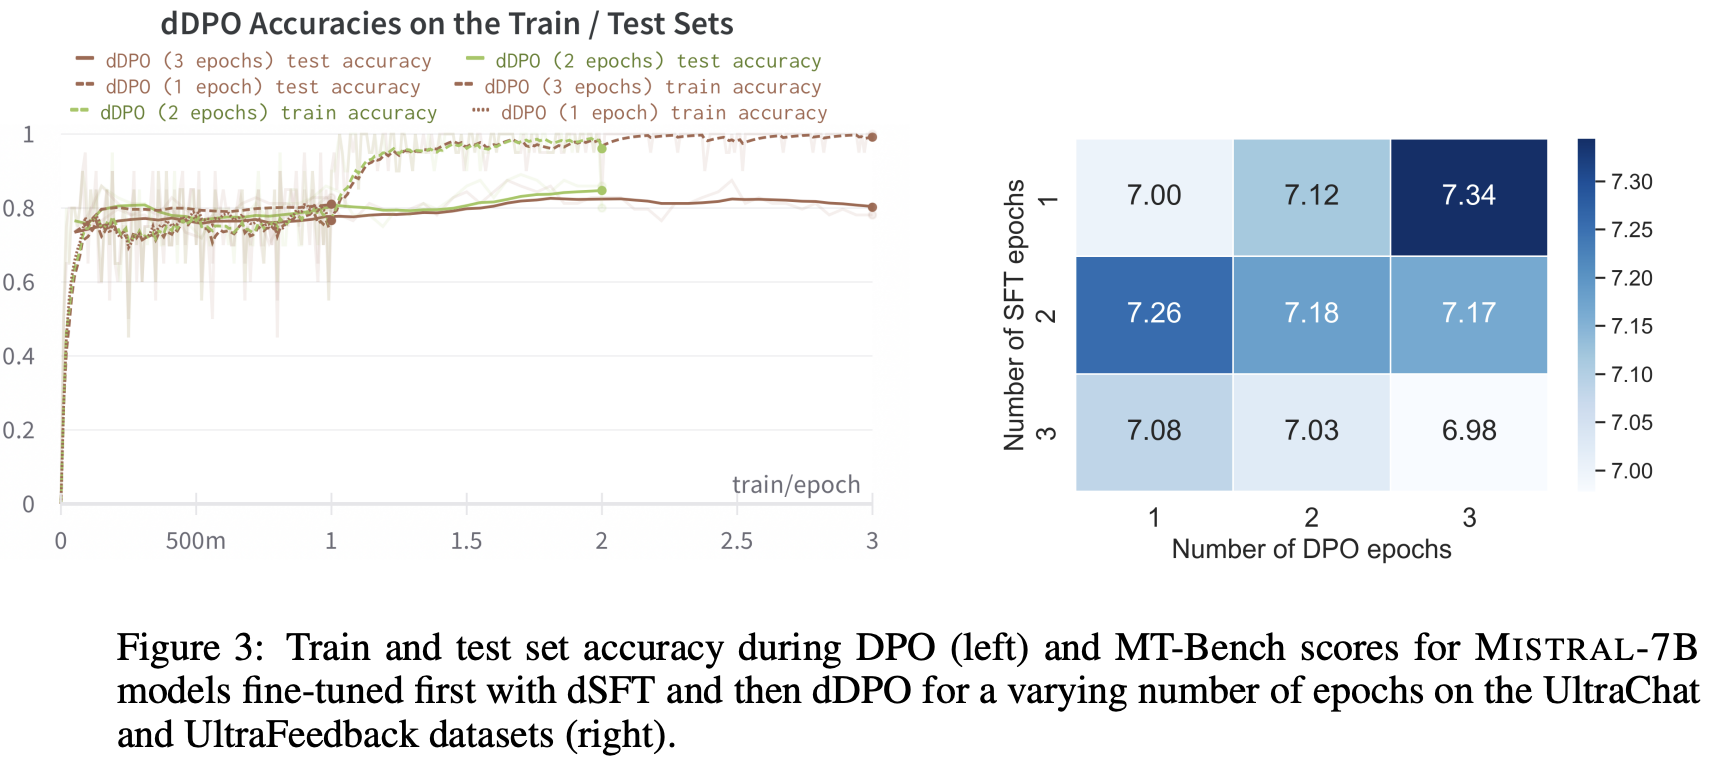 dDPO Accuracies on the Train / Test Sets
dDPO (3 epochs) test accuracy dDPO (2 epochs) test accuracy
dDPO (1 epoch) test accuracy dDPO (3 epochs) train accuracy
dDPO (2 epochs) train accuracy dDPO (1 epoch) train accuracy
1
0.8
0.6
0.4
0.2
0
train/epoch
0 500m 1 1.5 2 2.5 3
Number of SFT epochs
1 7.00 7.12 7.34
2 7.26 7.18 7.17
3 7.08 7.03 6.98
1 2 3
Number of DPO epochs
7.30
7.25
7.20
7.15
7.10
7.05
7.00
Figure 3: Train and test set accuracy during DPO (left) and MT-Bench scores for MISTRAL-7B
models fine-tuned first with dSFT and then dDPO for a varying number of epochs on the UltraChat
and UltraFeedback datasets (right).